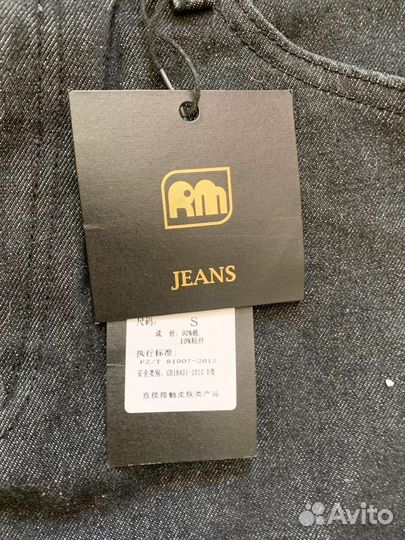 Rm
JEANS
尺码: S
成 份: 90%棉
10%粘纤
执行标准:
FZ/T 81007-2012
安全类别: GB18401-2010 B类
直接接触皮肤类产品
Avito